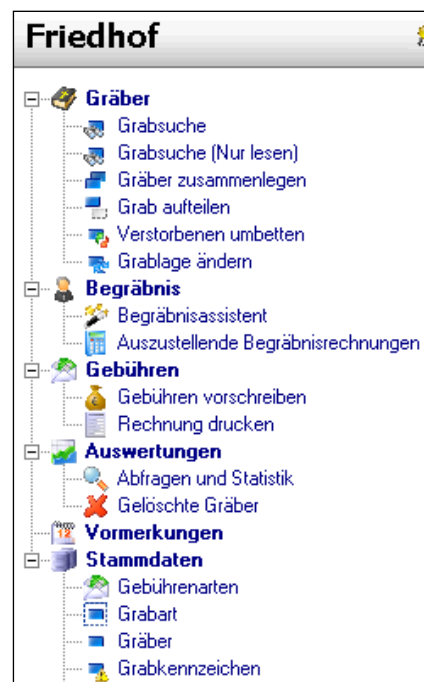 Friedhof
Gräber
Grabsuche
Grabsuche (Nur lesen)
Gräber zusammenlegen
Grab aufteilen
Verstorbenen umbetten
Grablage ändern
Begräbnis
Begräbnisassistent
Auszustellende Begräbnisrechnungen
Gebühren
Gebühren vorschreiben
Rechnung drucken
Auswertungen
Abfragen und Statistik
Gelöschte Gräber
12 Vormerkungen
Stammdaten
Gebührenarten
Grabart
Gräber
Grabkennzeichen